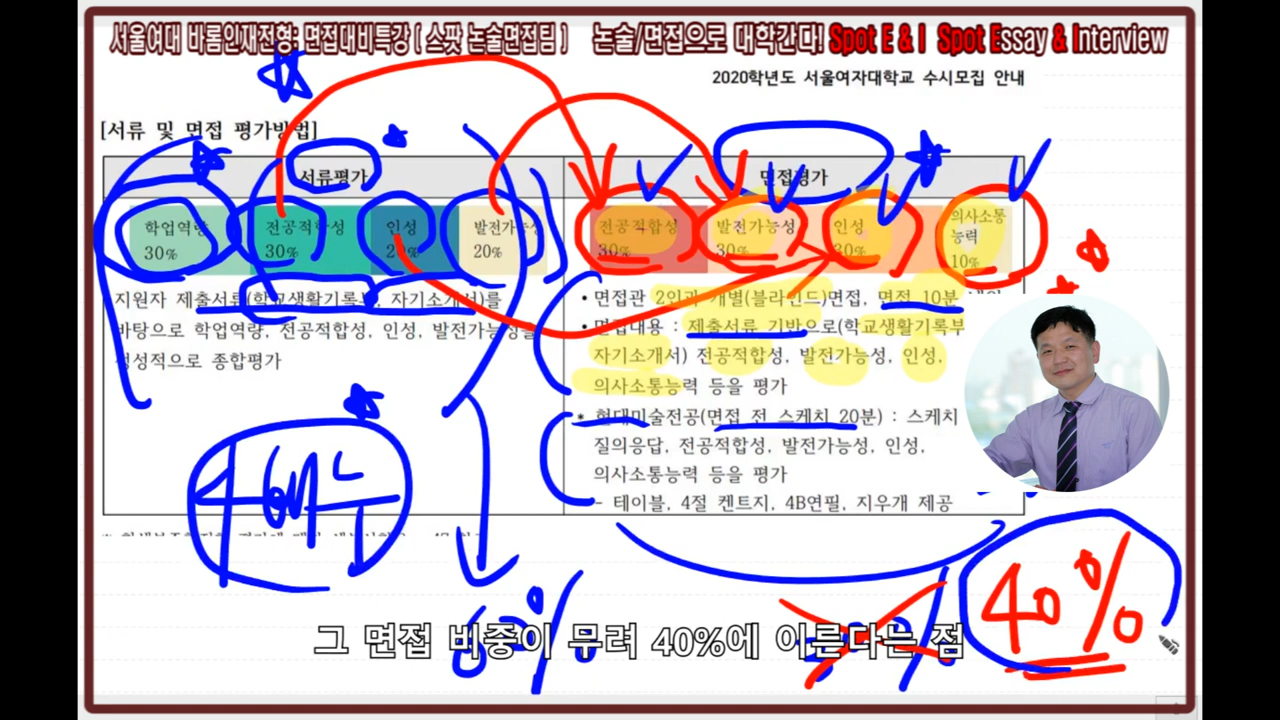 서울여대 바롬인재전형: 면접대비특강 ( 스팟 논술면접팀 ) 논술/면접으로 대학간다! Spot E & I Spot Essay & Interview
2020학년도 서울여자대학교 수시모집 안내
[서류 및 면접 평가방법]
서류평가
면접평가
학업역량 전공적합성 인성 발전가능성
30% 30% 20% 20%
전공적합성 발전가능성 인성 의사소통 능력
30% 30% 30% 10%
지원자 제출서류(학교생활기록부, 자기소개서)를
바탕으로 학업역량, 전공적합성, 인성, 발전가능성을
정성적으로 종합평가
• 면접관 2인과 개별(블라인드)면접, 면접 10분
• 면접내용 : 제출서류 기반으로(학교생활기록부
자기소개서) 전공적합성, 발전가능성, 인성,
의사소통능력 등을 평가
* 현대미술전공(면접 전 스케치 20분) : 스케치
질의응답, 전공적합성, 발전가능성, 인성,
의사소통능력 등을 평가
- 테이블, 4절 켄트지, 4B연필, 지우개 제공
60%
40%
그 면접 비중이 무려 40%에 이른다는 점